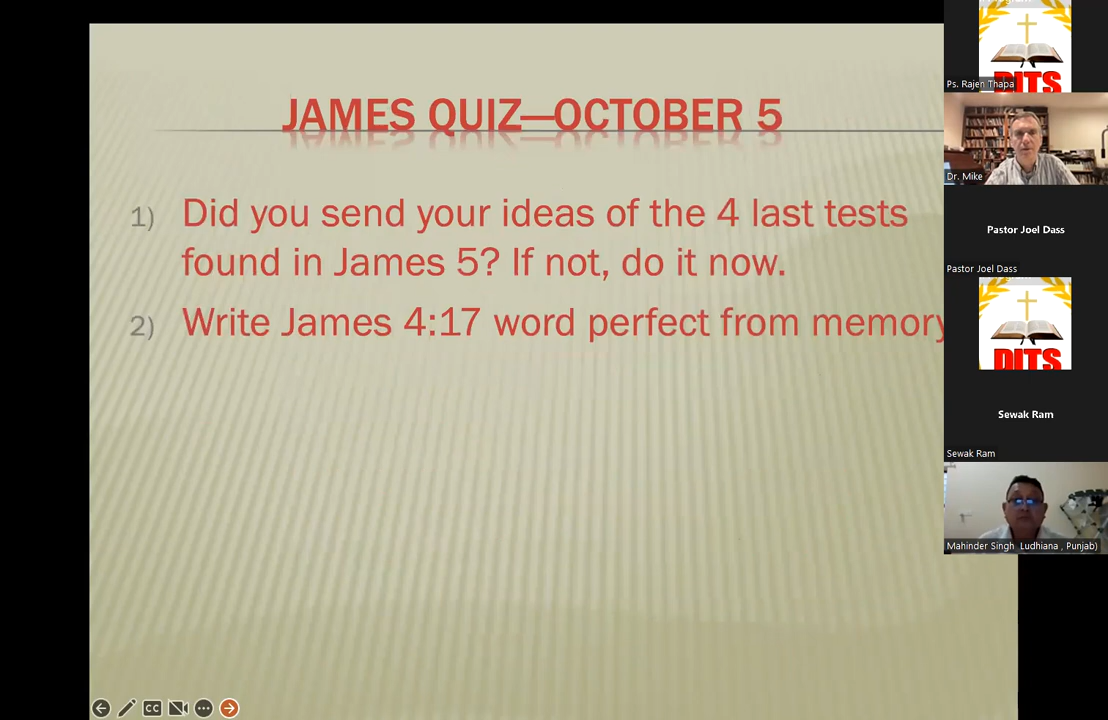 JAMES QUIZ—OCTOBER 5
1) Did you send your ideas of the 4 last tests
found in James 5? If not, do it now.
2) Write James 4:17 word perfect from memory
CC
DITS
Ps. Rajen Thapa
Dr. Mike
Pastor Joel Dass
Pastor Joel Dass
DITS
Sewak Ram
Sewak Ram
Mahinder Singh Ludhiana , Punjab)